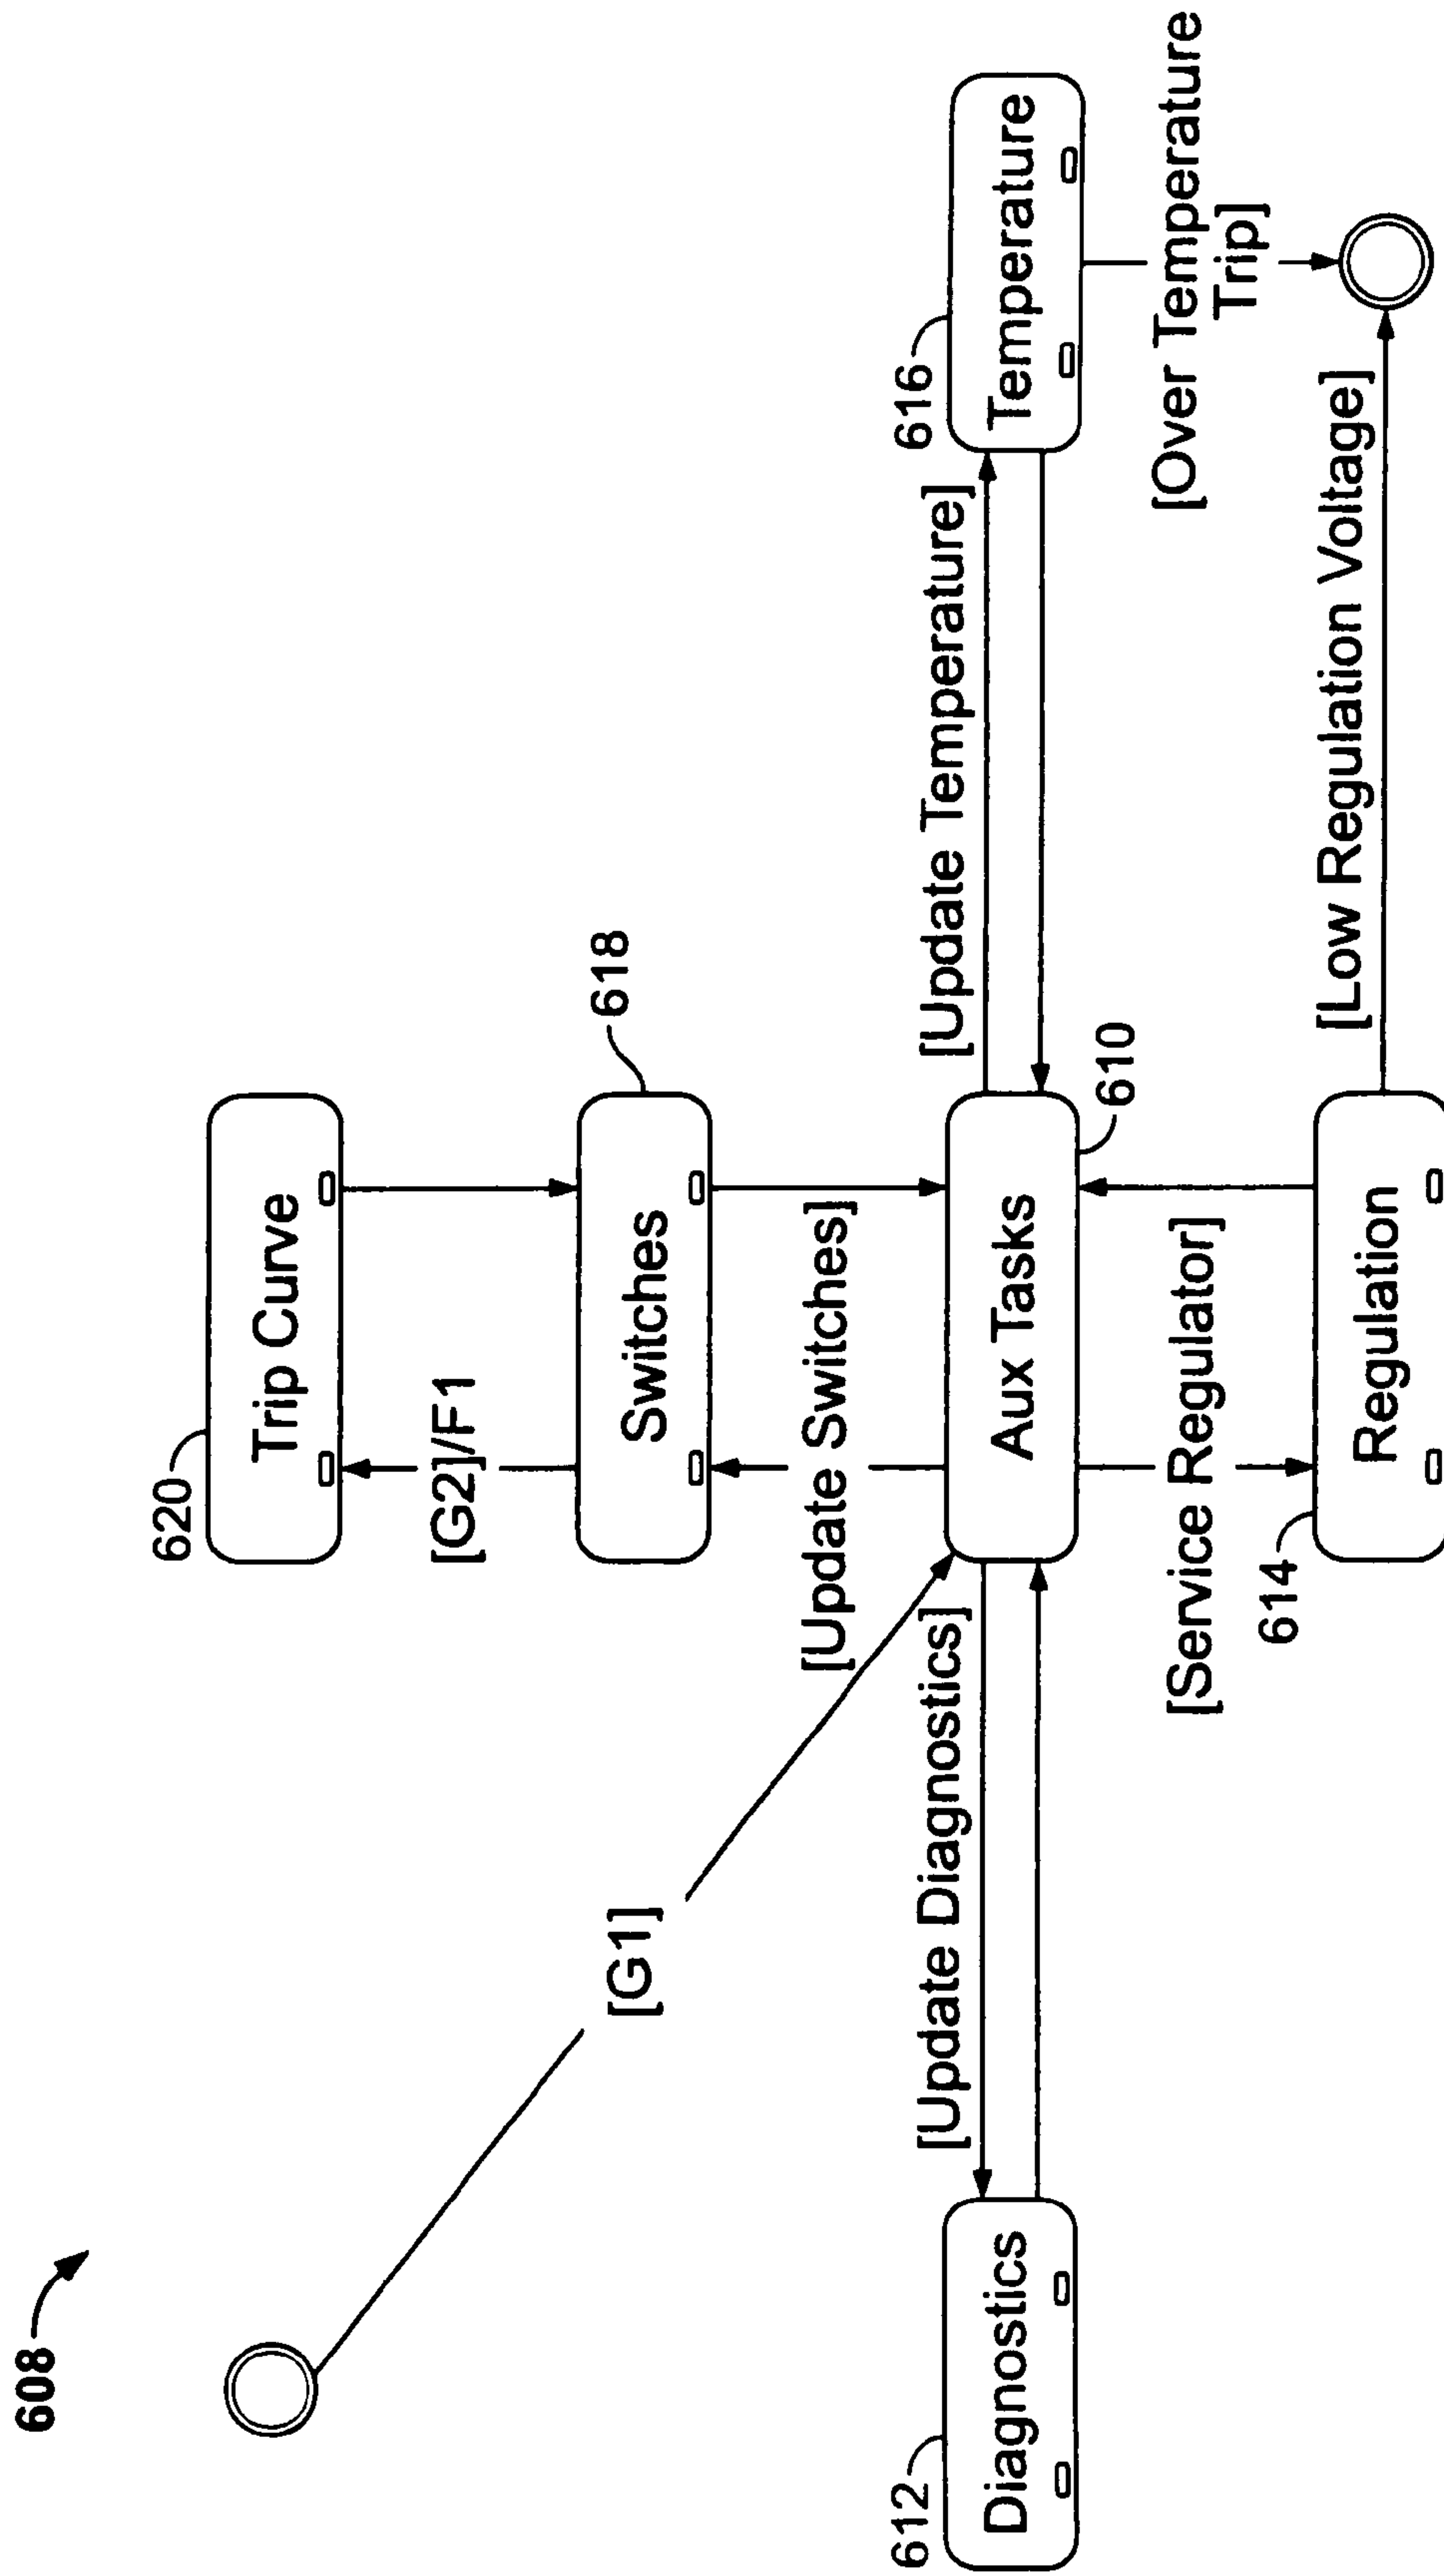 608
620
Trip Curve
[G2]/F1
618
Switches
[G1]
[Update Switches]
612
Diagnostics
[Update Diagnostics]
Aux Tasks
610
[Update Temperature]
616
Temperature
[Service Regulator]
[Over Temperature
Trip]
614
Regulation
[Low Regulation Voltage]